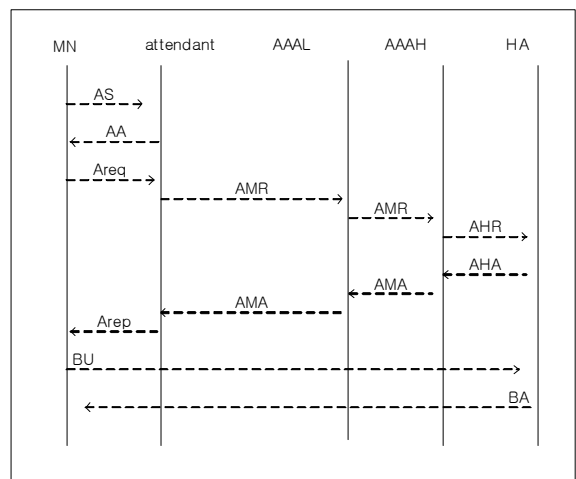 MN attendant AAAL AAAH HA
AS
AA
Areq
AMR
AMR
AHR
AHA
AMA
AMA
Arep
BU
BA